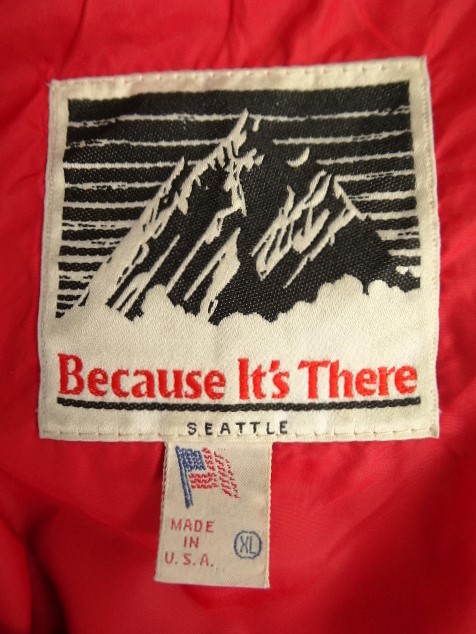 Because It's There
SEATTLE
MADE
IN
U.S.A.
XL